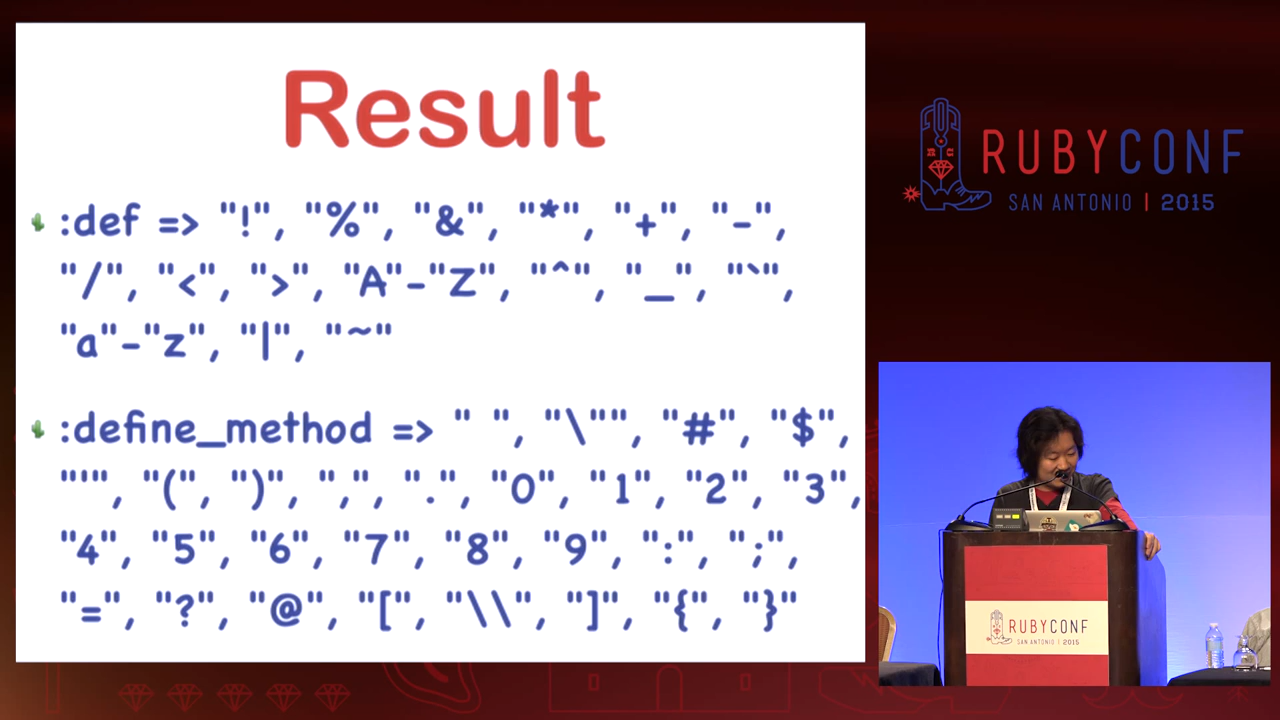 Result
:def => "!", "%", "&", "*", "+", "-",
"/", "<", ">", "A"-"Z", "^", "_", "`",
"a"-"z", "|", "~"
:define_method => " ", "\"", "#", "$",
"'", "(", ")", ",", ".", "0", "1", "2", "3",
"4", "5", "6", "7", "8", "9", ":", ";",
"=", "?", "@", "[", "\\", "]", "{", "}"
RUBYCONF
SAN ANTONIO | 2015
RUBYCONF
SAN ANTONIO | 2015